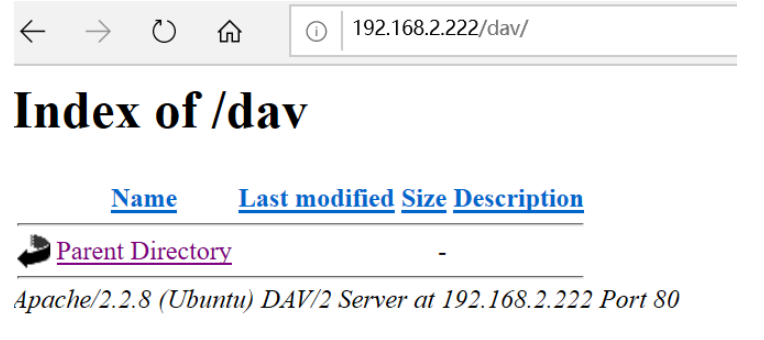 192.168.2.222/dav/
Index of /dav
Name Last modified Size Description
Parent Directory -
Apache/2.2.8 (Ubuntu) DAV/2 Server at 192.168.2.222 Port 80